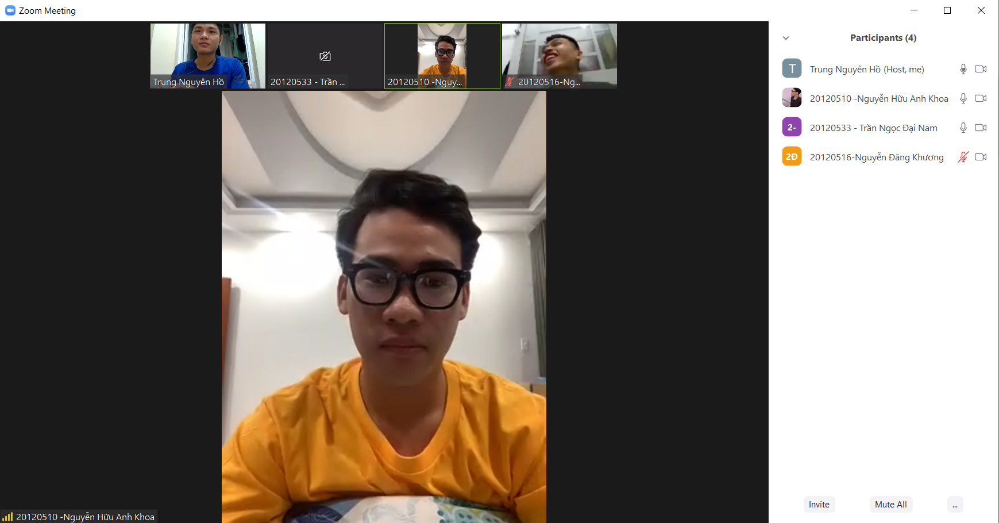 Zoom Meeting
Trung Nguyên Hồ
20120533 - Trần ...
20120510 -Nguy...
20120516-Ng...
20120510 -Nguyễn Hữu Anh Khoa
Participants (4)
T
Trung Nguyên Hồ (Host, me)
20120510 -Nguyễn Hữu Anh Khoa
2-
20120533 - Trần Ngọc Đại Nam
2Đ
20120516-Nguyễn Đăng Khương
Invite
Mute All
...